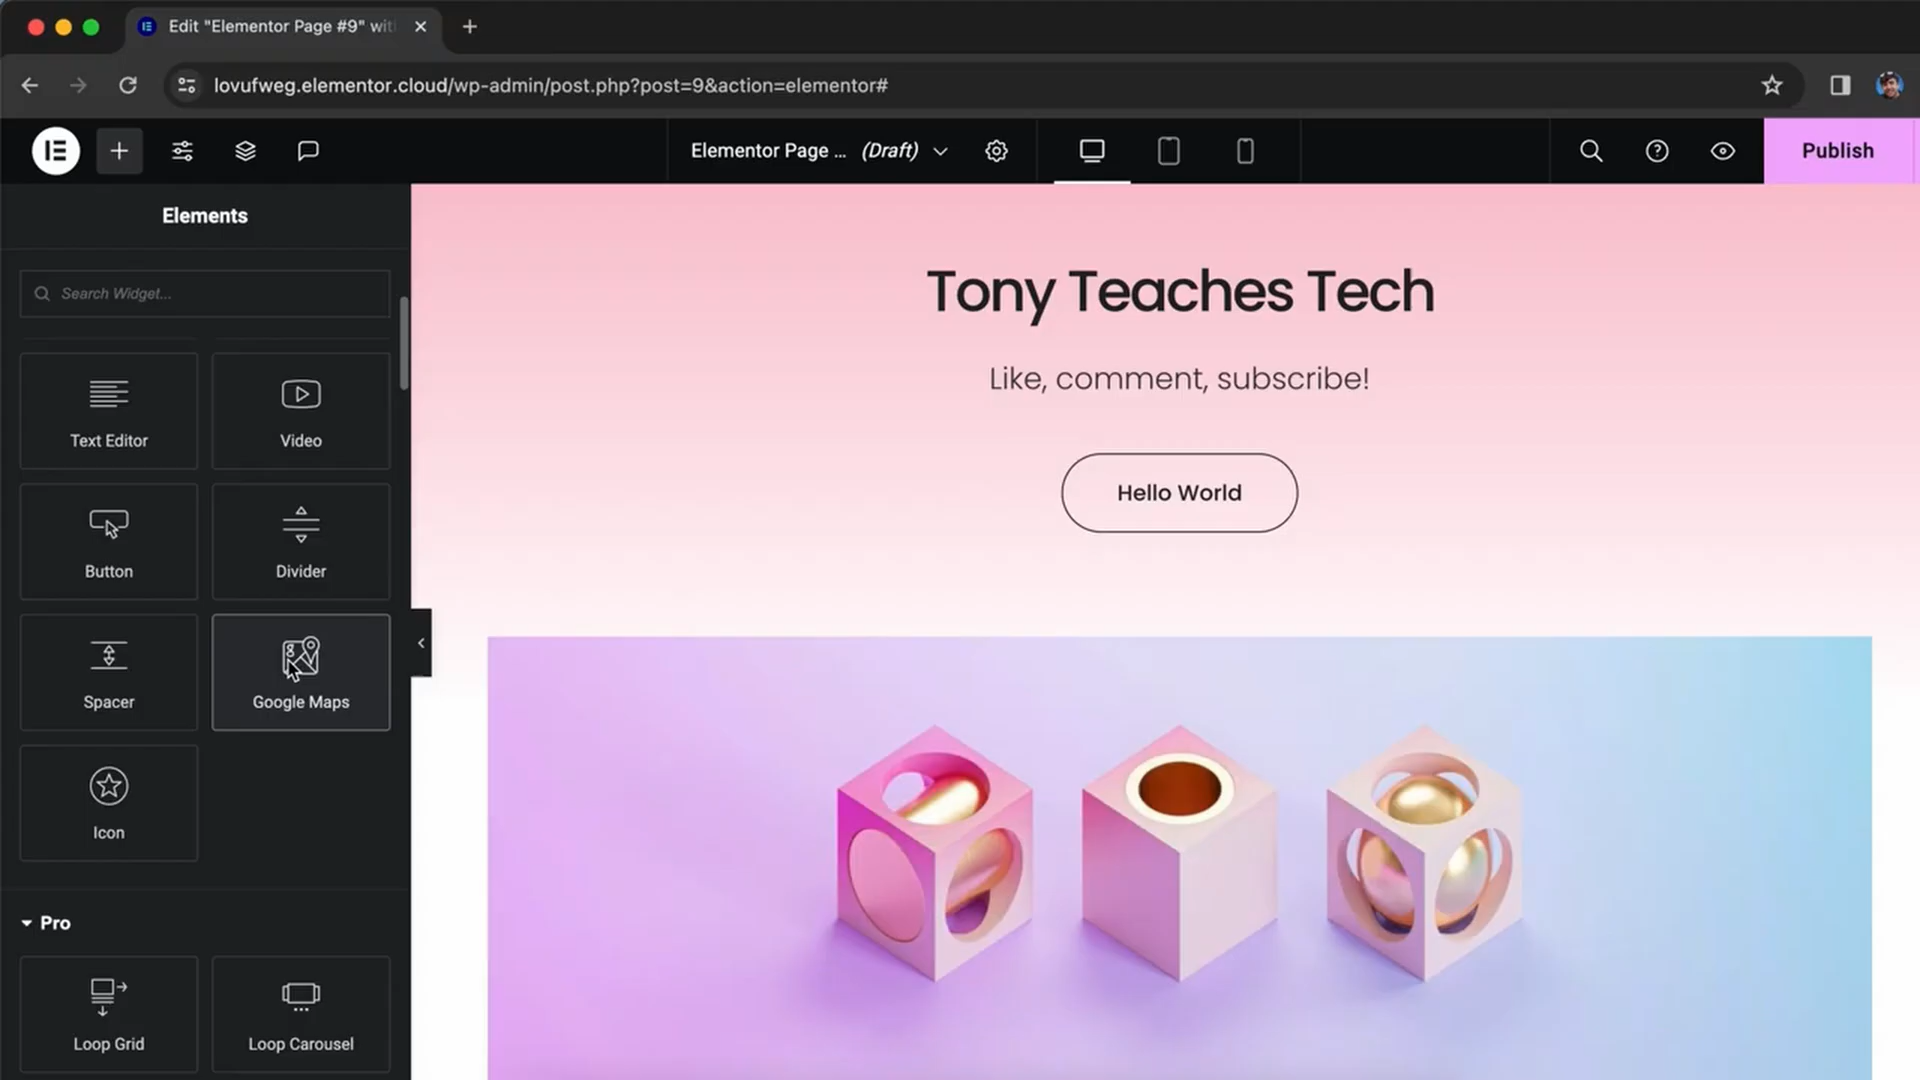 Edit "Elementor Page #9" wit
lovufweg.elementor.cloud/wp-admin/post.php?post=9&action=elementor#
Elementor Page ... (Draft)
Publish
Elements
Search Widget...
Text Editor
Video
Button
Divider
Spacer
Google Maps
Icon
Pro
Loop Grid
Loop Carousel
Tony Teaches Tech
Like, comment, subscribe!
Hello World